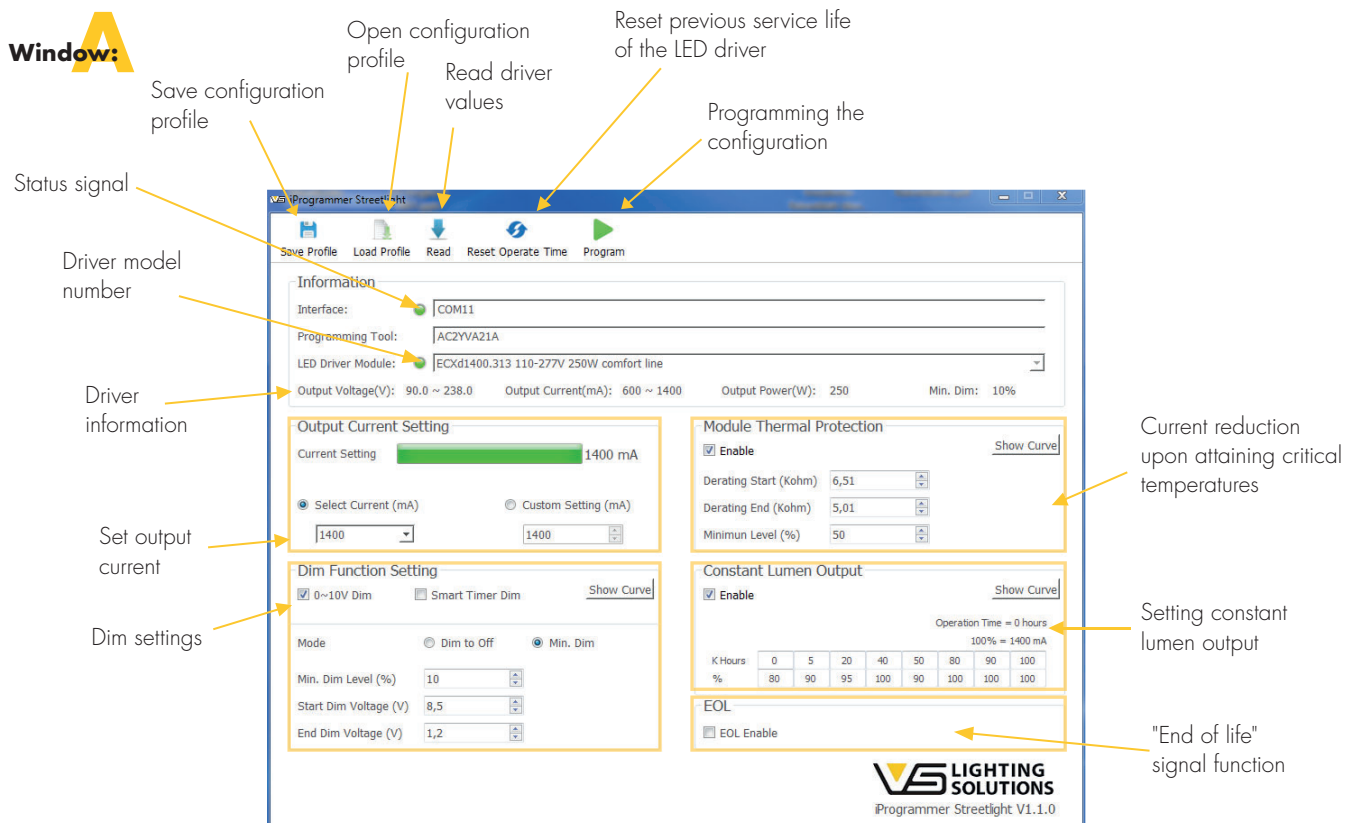 Window:
A
Open configuration
profile
Reset previous service life
of the LED driver
Read driver
values
Save configuration
profile
Programming the
configuration
Status signal
Driver model
number
Driver
information
Set output
current
Dim settings
iProgrammer Streetlight
Save Profile Load Profile Read Reset Operate Time Program
Information
Interface: COM11
Programming Tool: AC2YVA21A
LED Driver Module: ECXd1400.313 110-277V 250W comfort line
Output Voltage(V): 90.0 ~ 238.0 Output Current(mA): 600 ~ 1400 Output Power(W): 250 Min. Dim: 10%
Output Current Setting
Current Setting 1400 mA
Select Current (mA) Custom Setting (mA)
1400 1400
Module Thermal Protection
Enable Show Curve
Derating Start (Kohm) 6,51
Derating End (Kohm) 5,01
Minimun Level (%) 50
Dim Function Setting
0~10V Dim Smart Timer Dim Show Curve
Mode Dim to Off Min. Dim
Min. Dim Level (%) 10
Start Dim Voltage (V) 8,5
End Dim Voltage (V) 1,2
Constant Lumen Output
Enable Show Curve
Operation Time = 0 hours
100% = 1400 mA
K Hours 0 5 20 40 50 80 90 100
% 80 90 95 100 90 100 100 100
EOL
EOL Enable
VS LIGHTING
SOLUTIONS
iProgrammer Streetlight V1.1.0
Current reduction
upon attaining critical
temperatures
Setting constant
lumen output
"End of life"
signal function